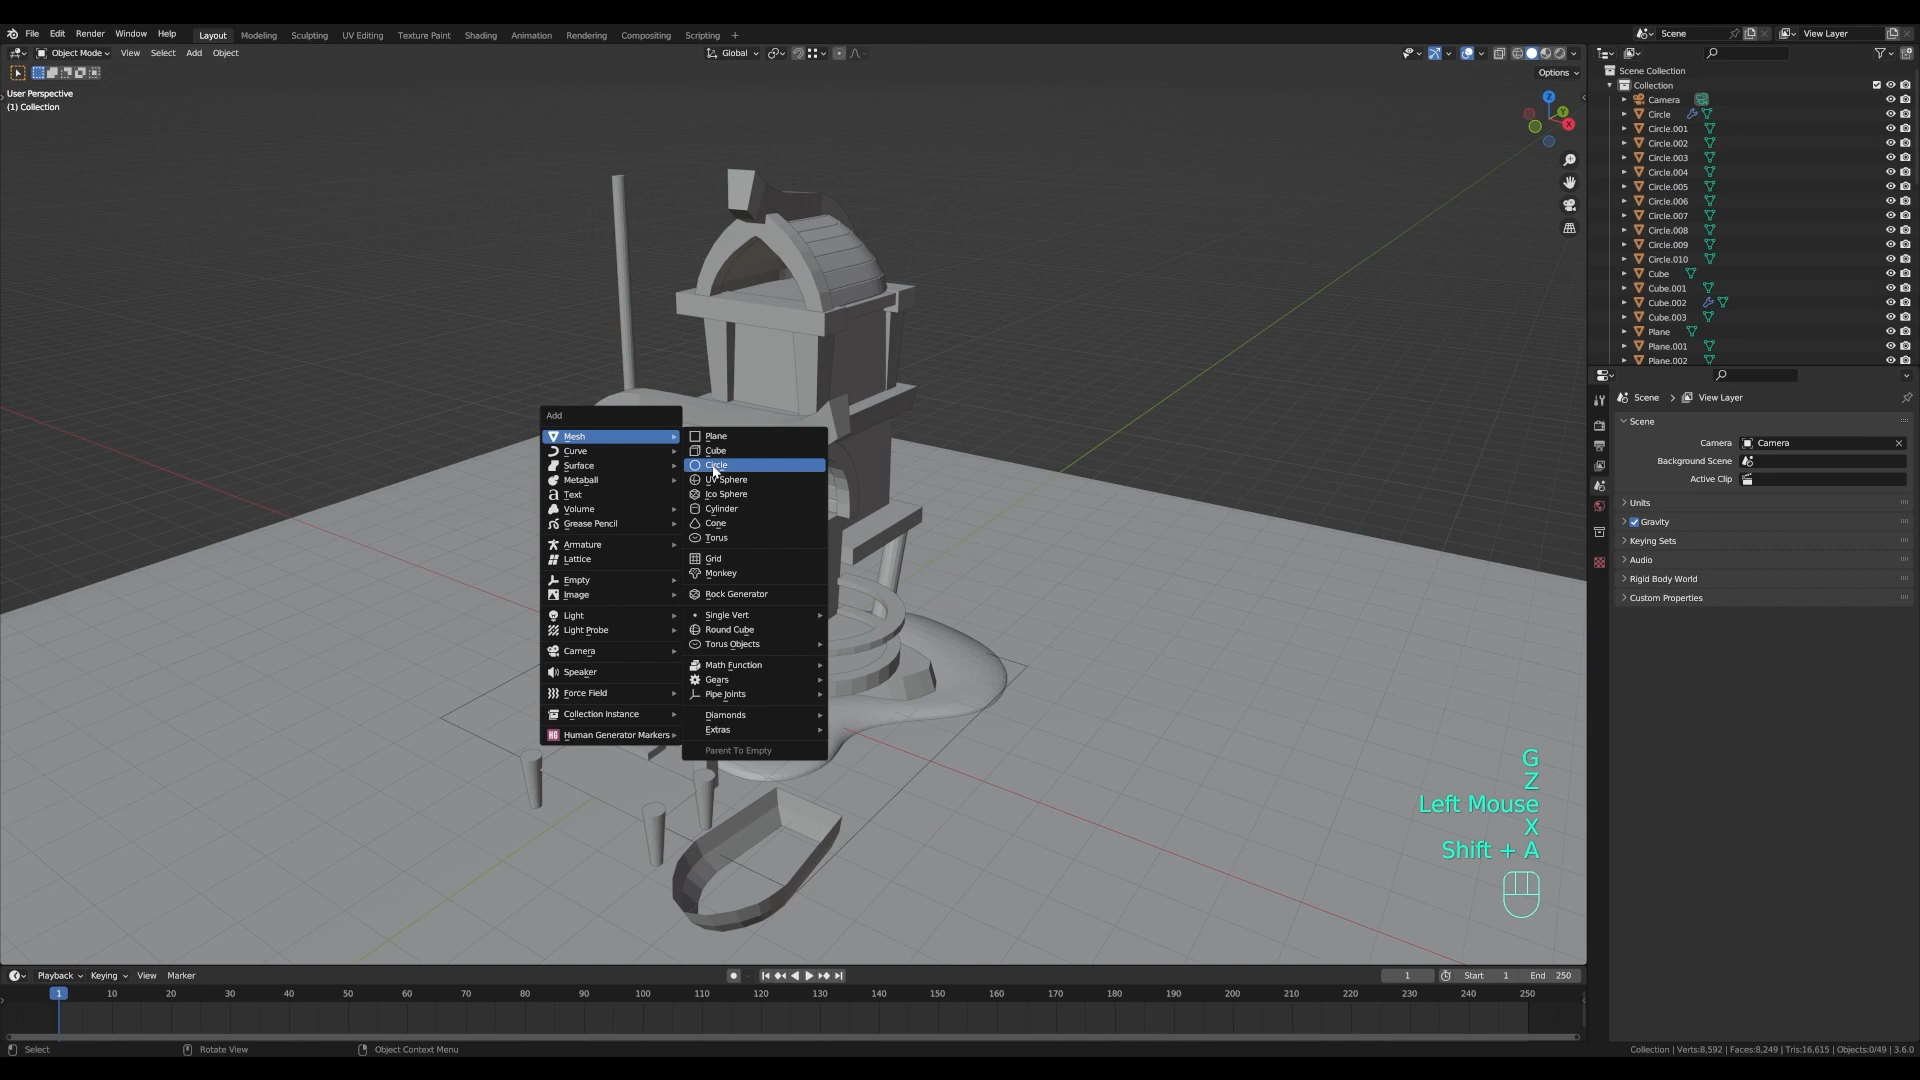 File Edit Render Window Help Layout Modeling Sculpting UV Editing Texture Paint Shading Animation Rendering Compositing Scripting + Scene View Layer
Object Mode View Select Add Object Global
Options
User Perspective
(1) Collection
Z
Y
X
Scene Collection
Collection
Camera
Circle
Circle.001
Circle.002
Circle.003
Circle.004
Circle.005
Circle.006
Circle.007
Circle.008
Circle.009
Circle.010
Cube
Cube.001
Cube.002
Cube.003
Plane
Plane.001
Plane.002
Scene > View Layer
Scene
Camera Camera
Background Scene
Active Clip
Units
Gravity
Keying Sets
Audio
Rigid Body World
Custom Properties
Add
Mesh
Curve
Surface
Metaball
Text
Volume
Grease Pencil
Armature
Lattice
Empty
Image
Light
Light Probe
Camera
Speaker
Force Field
Collection Instance
HG Human Generator Markers
Plane
Cube
Circle
UV Sphere
Ico Sphere
Cylinder
Cone
Torus
Grid
Monkey
Rock Generator
Single Vert
Round Cube
Torus Objects
Math Function
Gears
Pipe Joints
Diamonds
Extras
Parent To Empty
G
Z
Left Mouse
X
Shift + A
Playback Keying View Marker 1 Start 1 End 250
1 10 20 30 40 50 60 70 80 90 100 110 120 130 140 150 160 170 180 190 200 210 220 230 240 250
Select Rotate View Object Context Menu Collection | Verts:8,592 | Faces:8,249 | Tris:16,615 | Objects:0/49 | 3.6.0